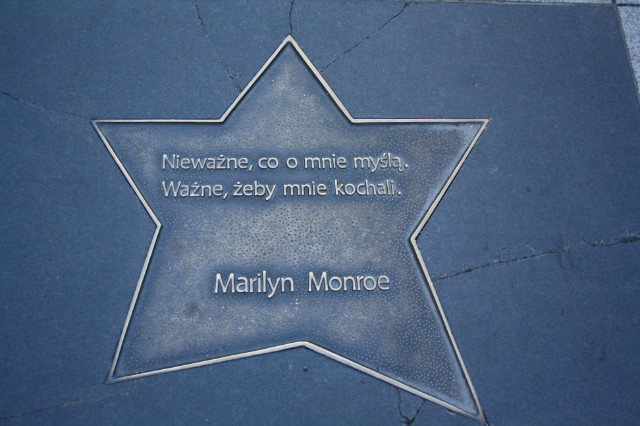 Nieważne, co o mnie myślą.
Ważne, żeby mnie kochali.
Marilyn Monroe